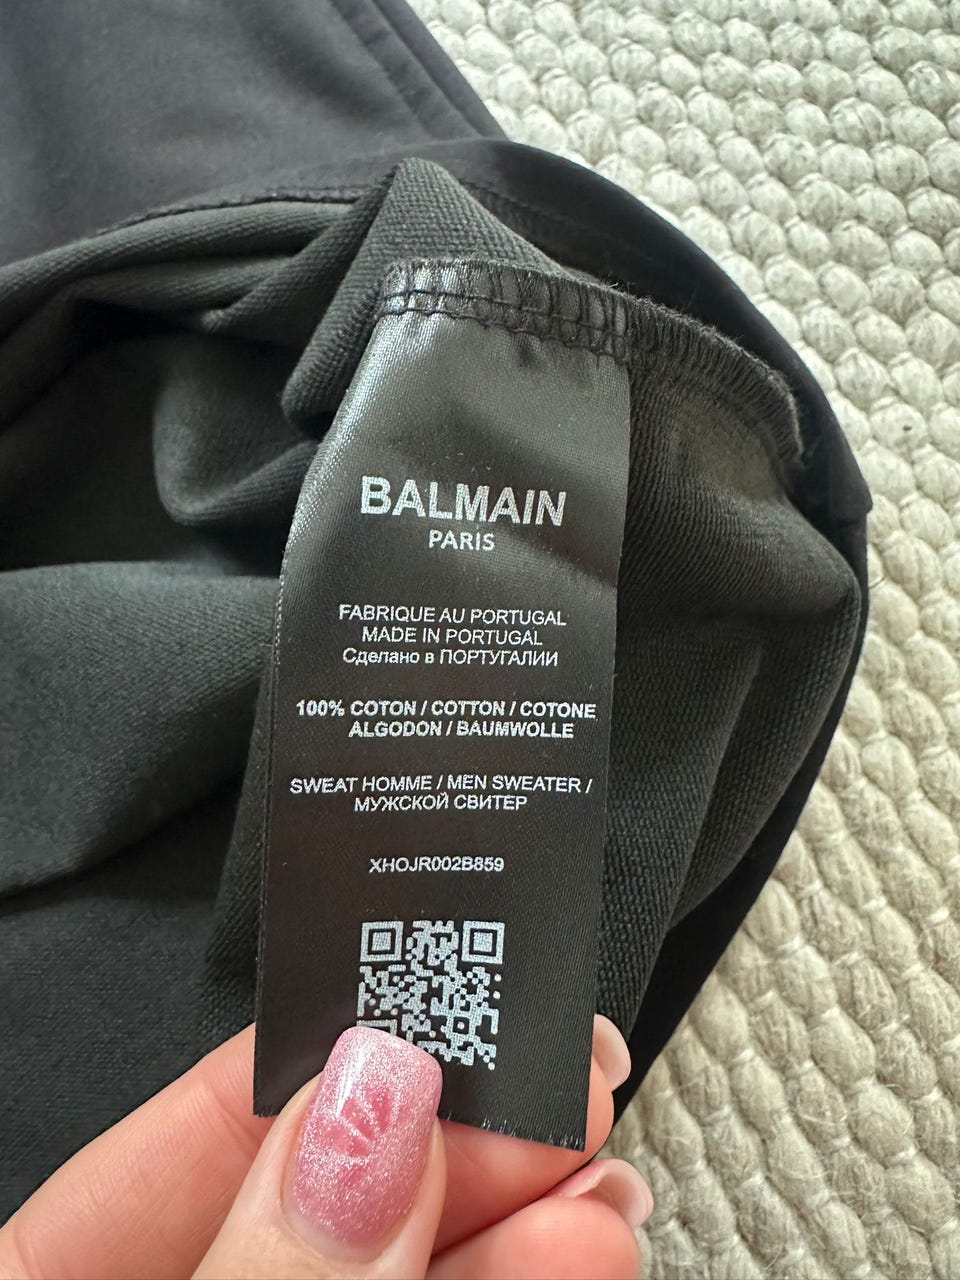 BALMAIN
PARIS
FABRIQUE AU PORTUGAL
MADE IN PORTUGAL
Сделано в ПОРТУГАЛИИ
100% COTON / COTTON / COTONE
ALGODON / BAUMWOLLE
SWEAT HOMME / MEN SWEATER /
МУЖСКОЙ СВИТЕР
XHOJR002B859